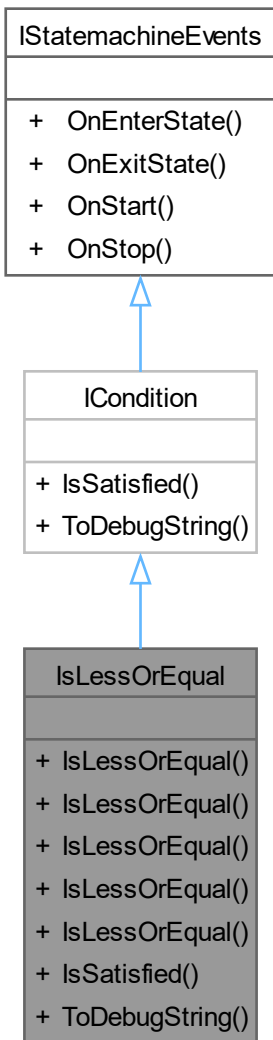 IStatemachineEvents
+ OnEnterState()
+ OnExitState()
+ OnStart()
+ OnStop()
ICondition
+ IsSatisfied()
+ ToDebugString()
IsLessOrEqual
+ IsLessOrEqual()
+ IsLessOrEqual()
+ IsLessOrEqual()
+ IsLessOrEqual()
+ IsLessOrEqual()
+ IsSatisfied()
+ ToDebugString()